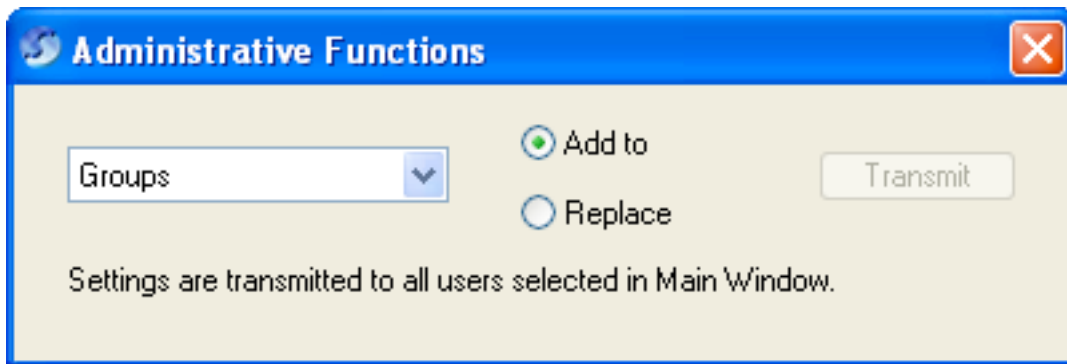 Administrative Functions
Groups
Add to
Transmit
Replace
Settings are transmitted to all users selected in Main Window.